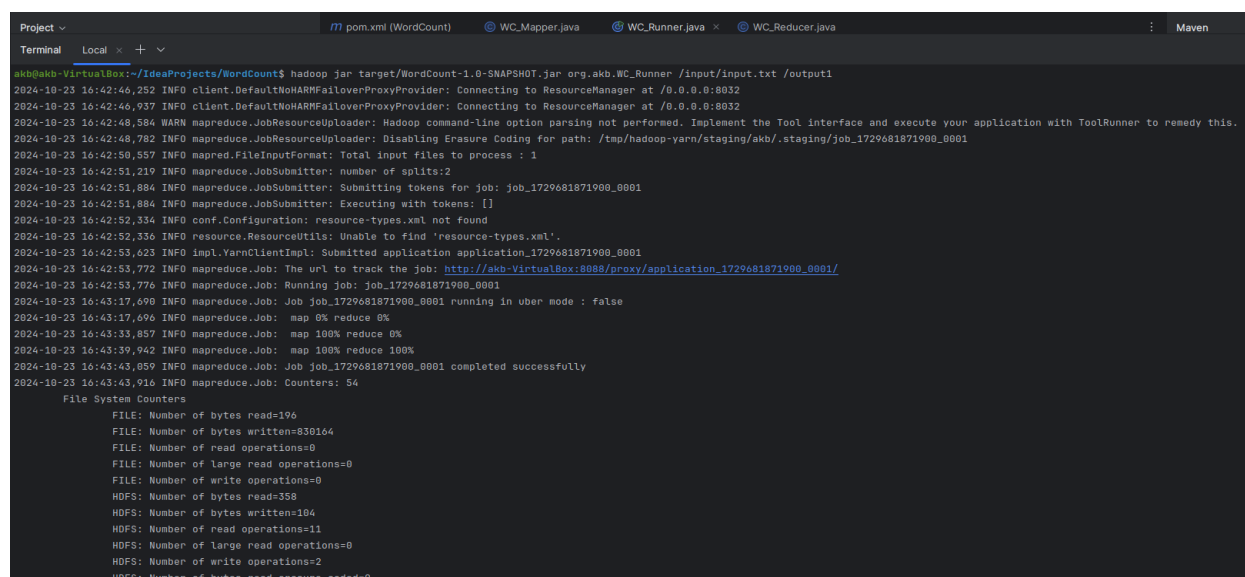 Project
pom.xml (WordCount) WC_Mapper.java WC_Runner.java × WC_Reducer.java
Maven
Terminal Local × +
akb@akb-VirtualBox:~/IdeaProjects/WordCount$ hadoop jar target/WordCount-1.0-SNAPSHOT.jar org.akb.WC_Runner /input/input.txt /output1
2024-10-23 16:42:46,252 INFO client.DefaultNoHARMFailoverProxyProvider: Connecting to ResourceManager at /0.0.0.0:8032
2024-10-23 16:42:46,937 INFO client.DefaultNoHARMFailoverProxyProvider: Connecting to ResourceManager at /0.0.0.0:8032
2024-10-23 16:42:48,584 WARN mapreduce.JobResourceUploader: Hadoop command-line option parsing not performed. Implement the Tool interface and execute your application with ToolRunner to remedy this.
2024-10-23 16:42:48,782 INFO mapreduce.JobResourceUploader: Disabling Erasure Coding for path: /tmp/hadoop-yarn/staging/akb/.staging/job_1729681871900_0001
2024-10-23 16:42:50,557 INFO mapred.FileInputFormat: Total input files to process : 1
2024-10-23 16:42:51,219 INFO mapreduce.JobSubmitter: number of splits:2
2024-10-23 16:42:51,884 INFO mapreduce.JobSubmitter: Submitting tokens for job: job_1729681871900_0001
2024-10-23 16:42:51,884 INFO mapreduce.JobSubmitter: Executing with tokens: []
2024-10-23 16:42:52,334 INFO conf.Configuration: resource-types.xml not found
2024-10-23 16:42:52,336 INFO resource.ResourceUtils: Unable to find 'resource-types.xml'.
2024-10-23 16:42:53,623 INFO impl.YarnClientImpl: Submitted application application_1729681871900_0001
2024-10-23 16:42:53,772 INFO mapreduce.Job: The url to track the job: http://akb-VirtualBox:8088/proxy/application_1729681871900_0001/
2024-10-23 16:42:53,776 INFO mapreduce.Job: Running job: job_1729681871900_0001
2024-10-23 16:43:17,690 INFO mapreduce.Job: Job job_1729681871900_0001 running in uber mode : false
2024-10-23 16:43:17,696 INFO mapreduce.Job:  map 0% reduce 0%
2024-10-23 16:43:33,857 INFO mapreduce.Job:  map 100% reduce 0%
2024-10-23 16:43:39,942 INFO mapreduce.Job:  map 100% reduce 100%
2024-10-23 16:43:43,059 INFO mapreduce.Job: Job job_1729681871900_0001 completed successfully
2024-10-23 16:43:43,916 INFO mapreduce.Job: Counters: 54
File System Counters
FILE: Number of bytes read=196
FILE: Number of bytes written=830164
FILE: Number of read operations=0
FILE: Number of large read operations=0
FILE: Number of write operations=0
HDFS: Number of bytes read=358
HDFS: Number of bytes written=104
HDFS: Number of read operations=11
HDFS: Number of large read operations=0
HDFS: Number of write operations=2